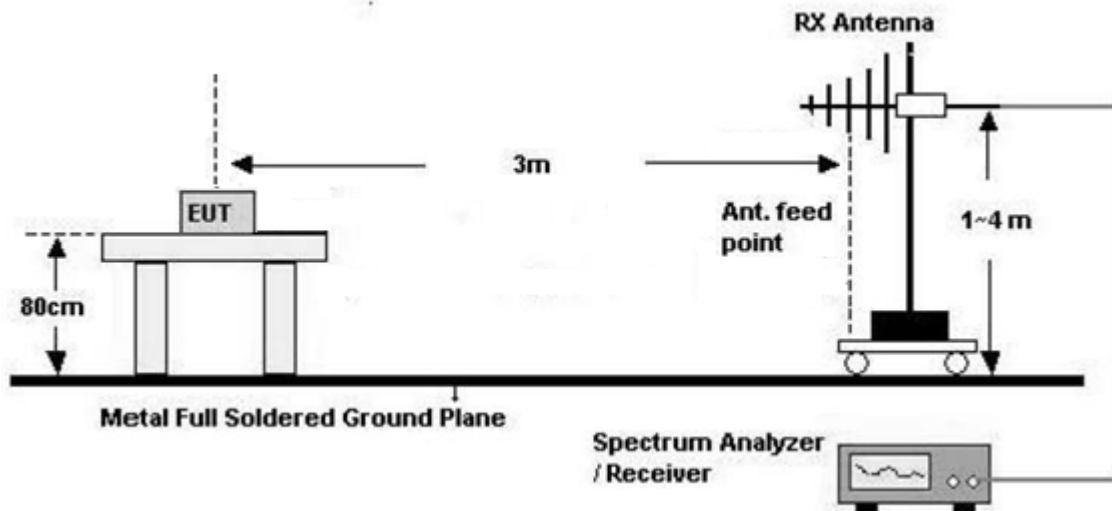 RX Antenna
3m
EUT
Ant. feed
point
1~4 m
80cm
Metal Full Soldered Ground Plane
Spectrum Analyzer
/ Receiver